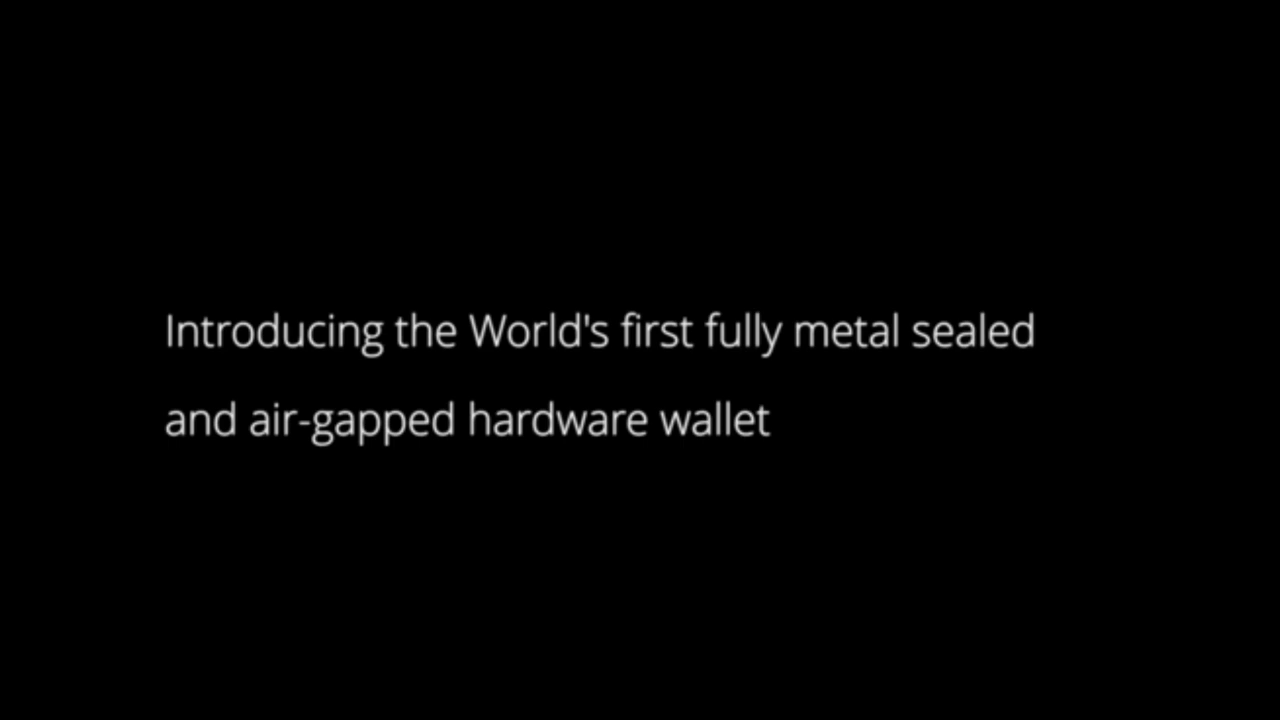 Introducing the World's first fully metal sealed
and air-gapped hardware wallet